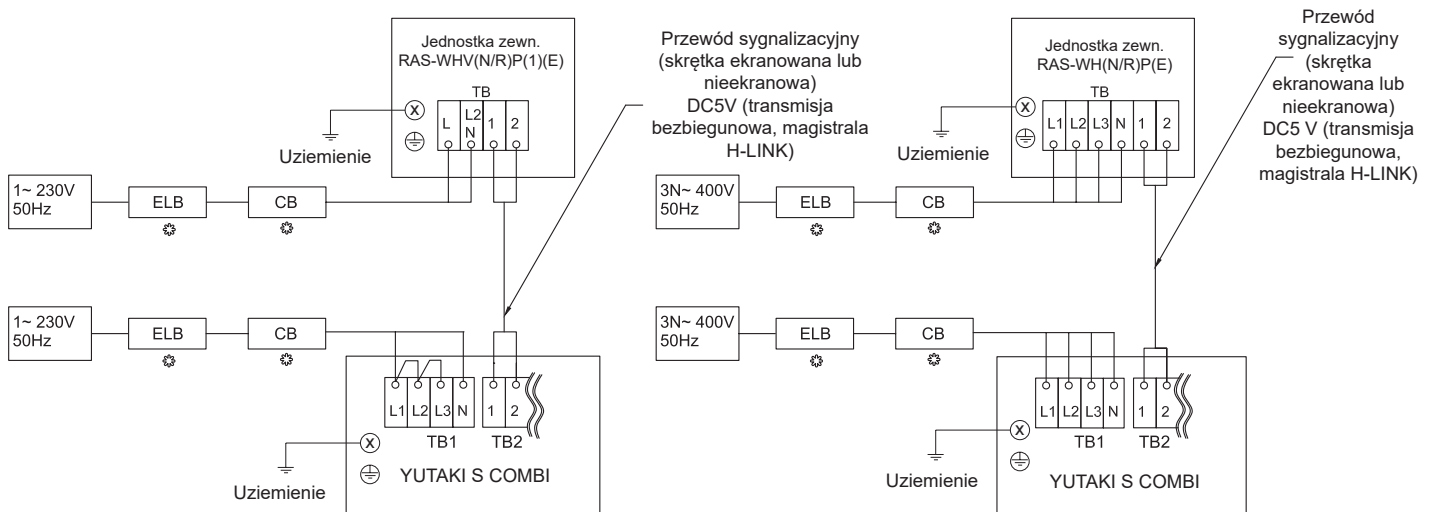 Jednostka zewn.
RAS-WHV(N/R)P(1)(E)
TB
L
L2
N
1
2
Uziemienie
1~ 230V
50Hz
ELB
CB
Przewód sygnalizacyjny
(skrętka ekranowana lub
nieekranowa)
DC5V (transmisja
bezbiegunowa, magistrala
H-LINK)
1~ 230V
50Hz
ELB
CB
L1
L2
L3
N
1
2
TB1
TB2
Uziemienie
YUTAKI S COMBI
Jednostka zewn.
RAS-WH(N/R)P(E)
TB
L1
L2
L3
N
1
2
Uziemienie
3N~ 400V
50Hz
ELB
CB
Przewód
sygnalizacyjny
(skrętka
ekranowana lub
nieekranowa)
DC5 V (transmisja
bezbiegunowa,
magistrala H-LINK)
3N~ 400V
50Hz
ELB
CB
L1
L2
L3
N
1
2
TB1
TB2
Uziemienie
YUTAKI S COMBI